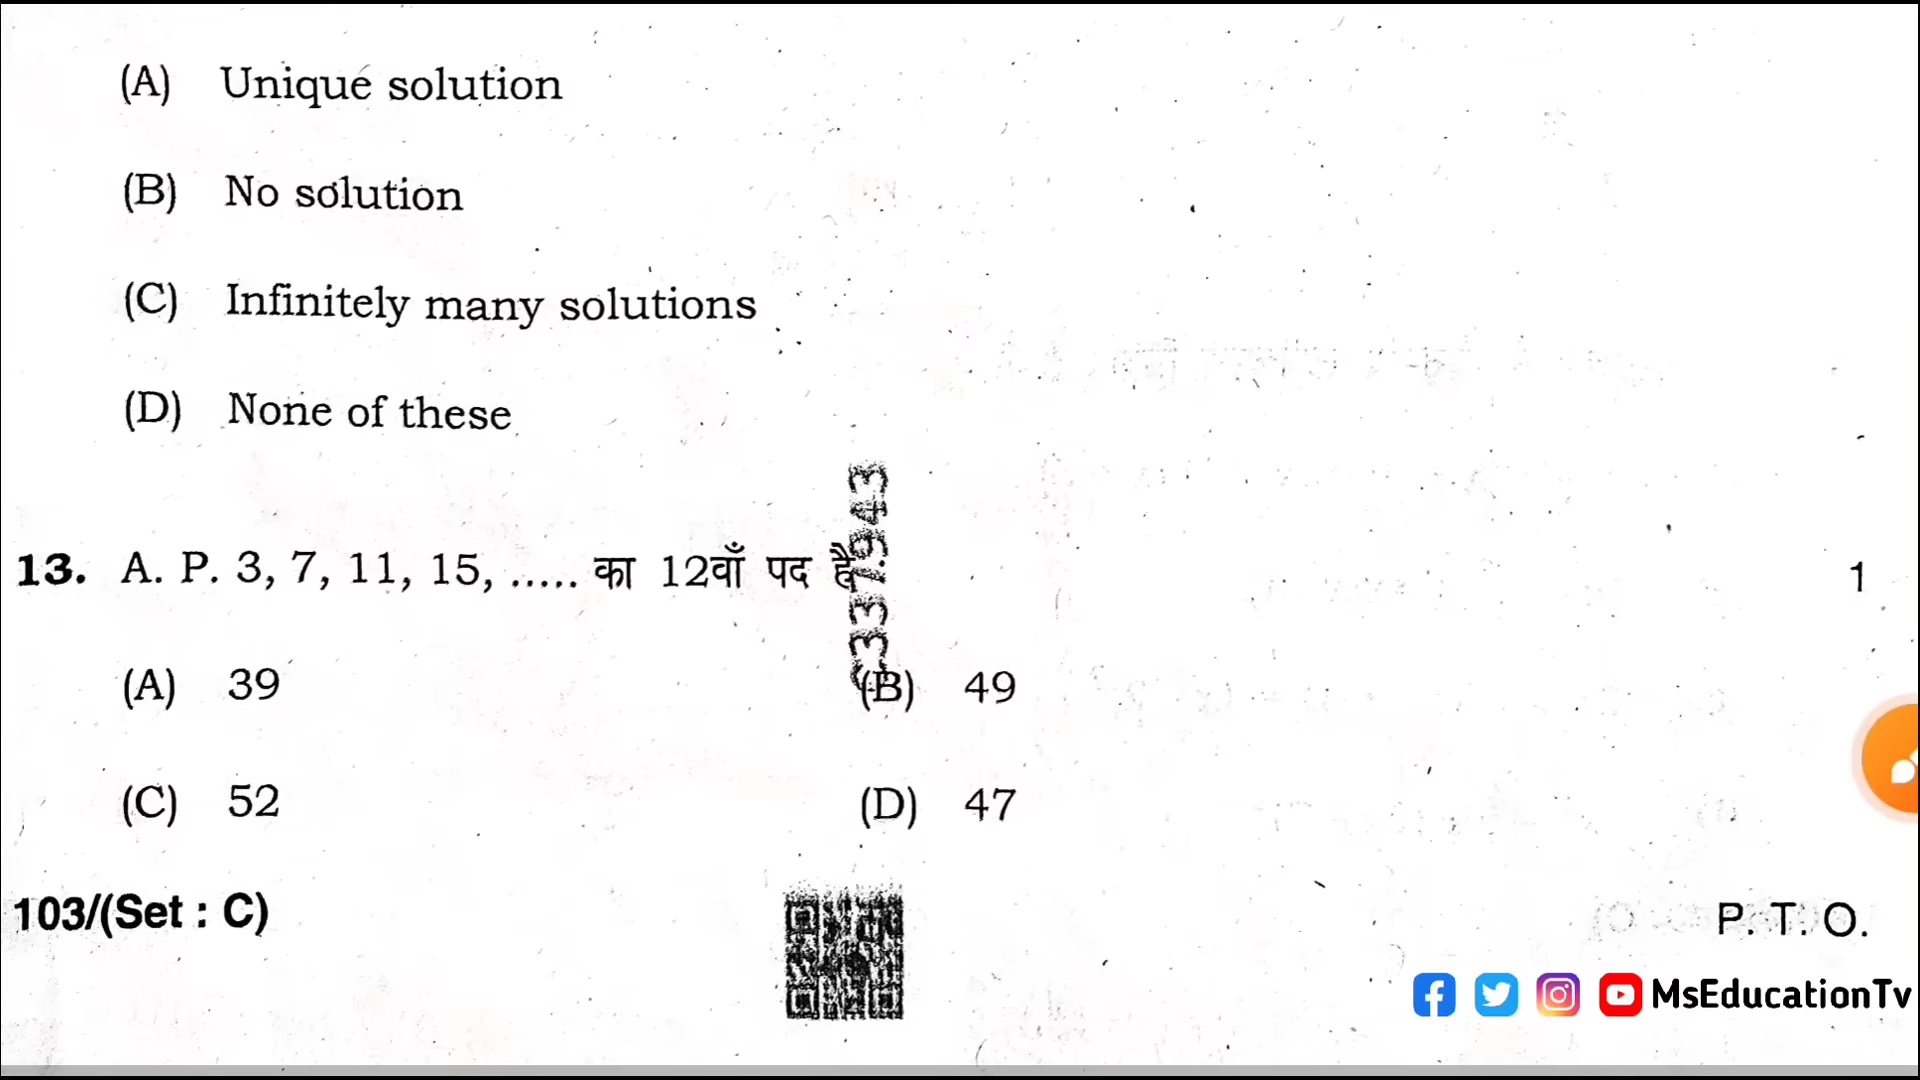 (A) Unique solution
(B) No solution
(C) Infinitely many solutions
(D) None of these
13. A. P. 3, 7, 11, 15, ..... का 12वाँ पद है 1
(A) 39 (B) 49
(C) 52 (D) 47
103/(Set : C)
P. T. O.
MsEducationTv